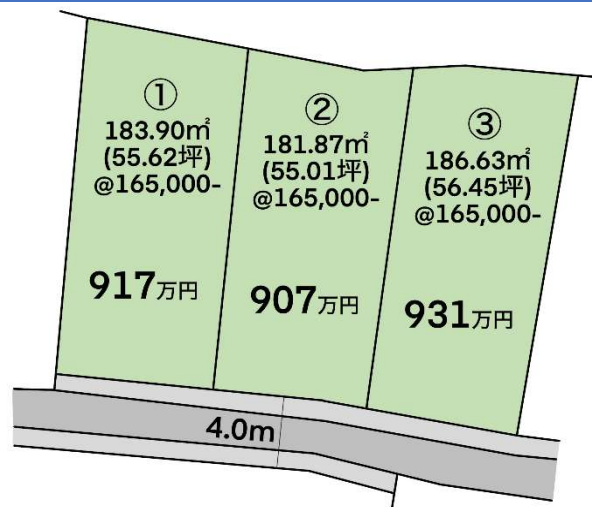 ①
183.90㎡
(55.62坪)
@165,000-
917万円
②
181.87㎡
(55.01坪)
@165,000-
907万円
③
186.63㎡
(56.45坪)
@165,000-
931万円
4.0m